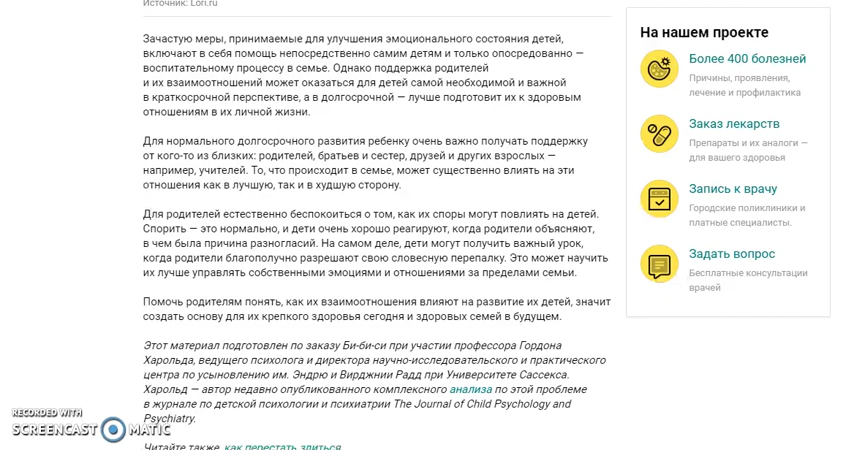 Источник: Lori.ru
Зачастую меры, принимаемые для улучшения эмоционального состояния детей,
включают в себя помощь непосредственно самим детям и только опосредованно —
воспитательному процессу в семье. Однако поддержка родителей
и их взаимоотношений может оказаться для детей самой необходимой и важной
в краткосрочной перспективе, а в долгосрочной — лучше подготовит их к здоровым
отношениям в их личной жизни.
Для нормального долгосрочного развития ребенку очень важно получать поддержку
от кого-то из близких: родителей, братьев и сестер, друзей и других взрослых —
например, учителей. То, что происходит в семье, может существенно влиять на эти
отношения как в лучшую, так и в худшую сторону.
Для родителей естественно беспокоиться о том, как их споры могут повлиять на детей.
Спорить — это нормально, и дети очень хорошо реагируют, когда родители объясняют,
в чем была причина разногласий. На самом деле, дети могут получить важный урок,
когда родители благополучно разрешают свою словесную перепалку. Это может научить
их лучше управлять собственными эмоциями и отношениями за пределами семьи.
Помочь родителям понять, как их взаимоотношения влияют на развитие их детей, значит
создать основу для их крепкого здоровья сегодня и здоровых семей в будущем.
Этот материал подготовлен по заказу Би-би-си при участии профессора Гордона
Харольда, ведущего психолога и директора научно-исследовательского и практического
центра по усыновлению им. Эндрю и Вирджнии Радд при Университете Сассекса.
Харольд — автор недавно опубликованного комплексного анализа по этой проблеме
в журнале по детской психологии и психиатрии The Journal of Child Psychology and
Psychiatry.
Читайте также, как перестать злиться
На нашем проекте
Более 400 болезней
Причины, проявления,
лечение и профилактика
Заказ лекарств
Препараты и их аналоги —
для вашего здоровья
Запись к врачу
Городские поликлиники и
платные специалисты.
Задать вопрос
Бесплатные консультации
врачей
RECORDED WITH
SCREENCAST MATIC